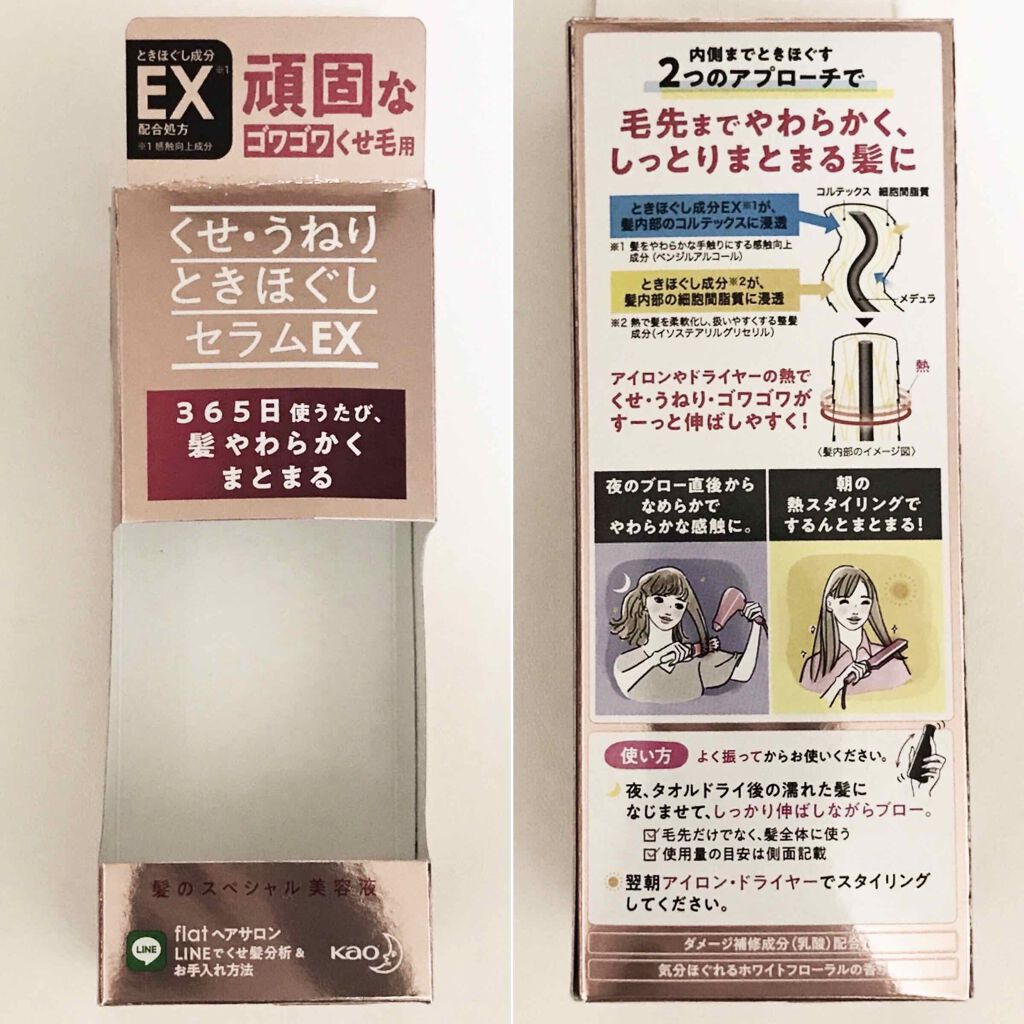 ときほぐし成分
EX※1
配合処方
※1 感触向上成分
頑固な
ゴワゴワくせ毛用
くせ・うねり
ときほぐし
セラムEX
365日使うたび、
髪やわらかく
まとまる
髪のスペシャル美容液
LINE
flatヘアサロン
LINEでくせ髪分析&
お手入れ方法
Kao
内側までときほぐす
2つのアプローチで
毛先までやわらかく、
しっとりまとまる髪に
コルテックス 細胞間脂質
ときほぐし成分EX※1が、
髪内部のコルテックスに浸透
※1 髪をやわらかな手触りにする感触向上
成分(ベンジルアルコール)
ときほぐし成分※2が、
髪内部の細胞間脂質に浸透
メデュラ
※2 熱で髪を柔軟化し、扱いやすくする整髪
成分(イソステアリルグリセリル)
熱
アイロンやドライヤーの熱で
くせ・うねり・ゴワゴワが
すーっと伸ばしやすく!
〈髪内部のイメージ図〉
夜のブロー直後から
なめらかで
やわらかな感触に。
朝の
熱スタイリングで
するんとまとまる!
使い方 よく振ってからお使いください。
夜、タオルドライ後の濡れた髪に
なじませて、しっかり伸ばしながらブロー。
毛先だけでなく、髪全体に使う
使用量の目安は側面記載
翌朝アイロン・ドライヤーでスタイリング
してください。
ダメージ補修成分(乳酸)配合
気分ほぐれるホワイトフローラルの香り